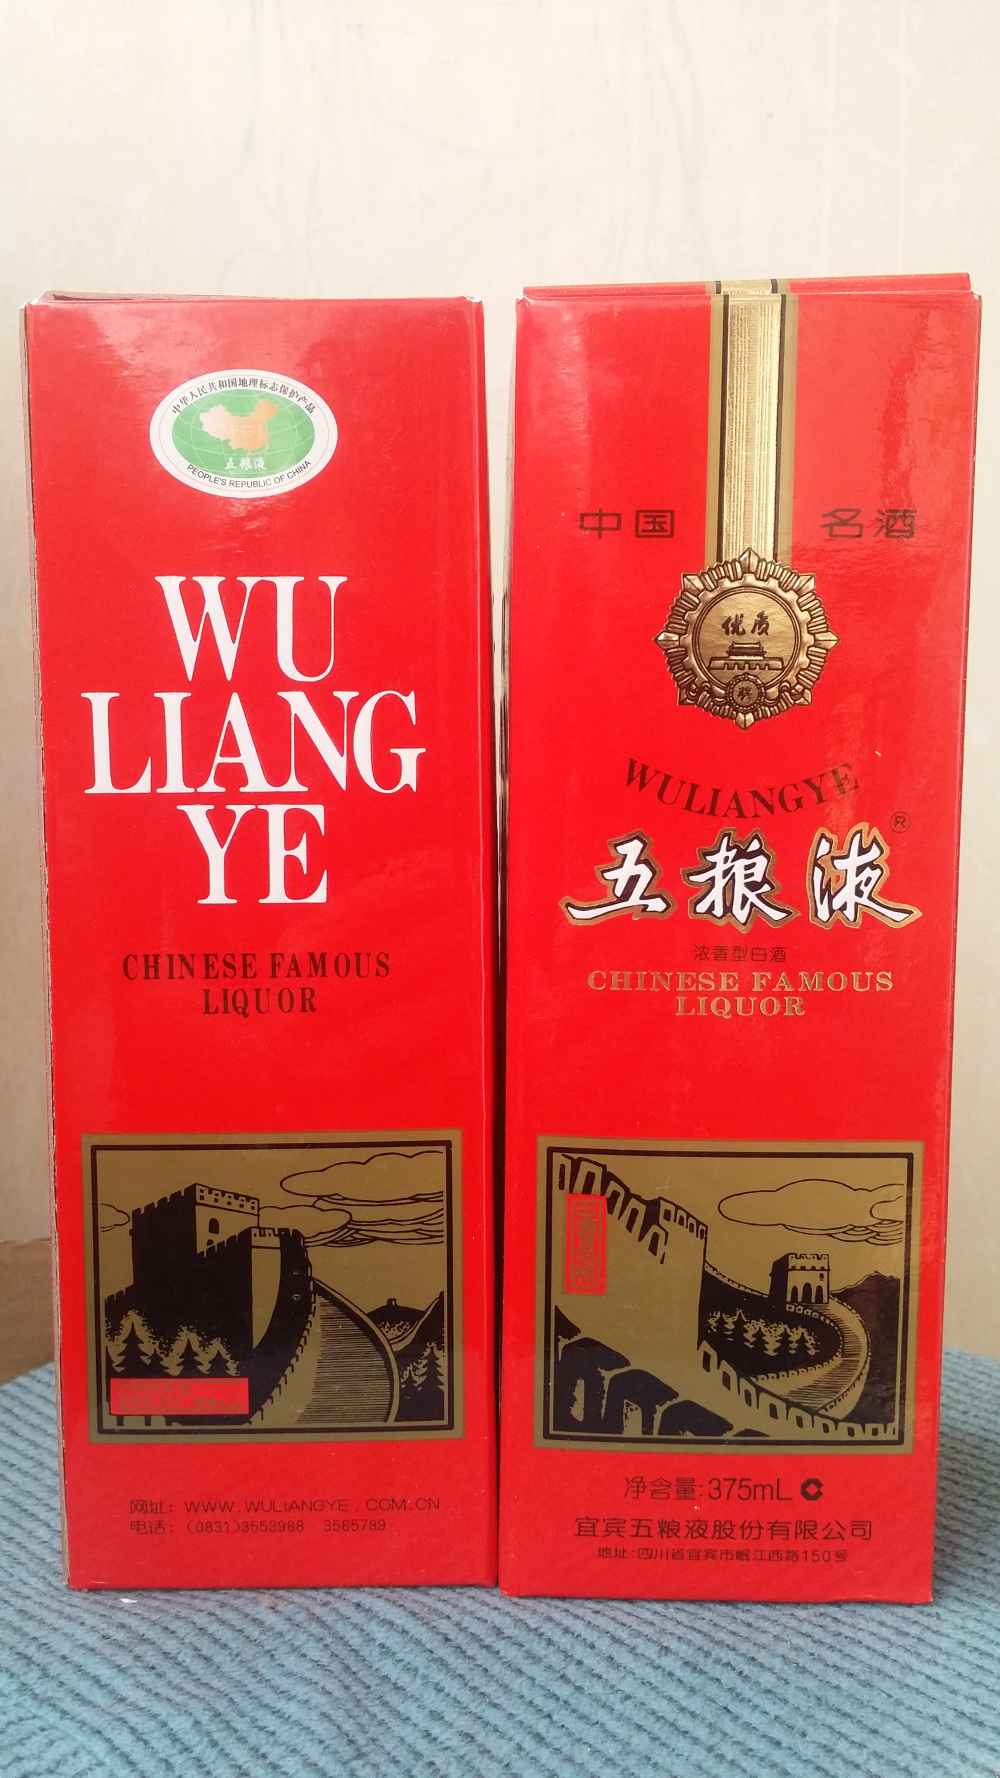 中华人民共和国地理标志保护产品
五粮液
PEOPLE'S REPUBLIC OF CHINA
WU
LIANG
YE
CHINESE FAMOUS
LIQUOR
网址: WWW.WULIANGYE.COM.CN
电话: (0831)3553988 3565789
中国 名酒
优质
奖
WULIANGYE
五粮液®
浓香型白酒
CHINESE FAMOUS
LIQUOR
净含量:375mL
宜宾五粮液股份有限公司
地址:四川省宜宾市岷江西路150号